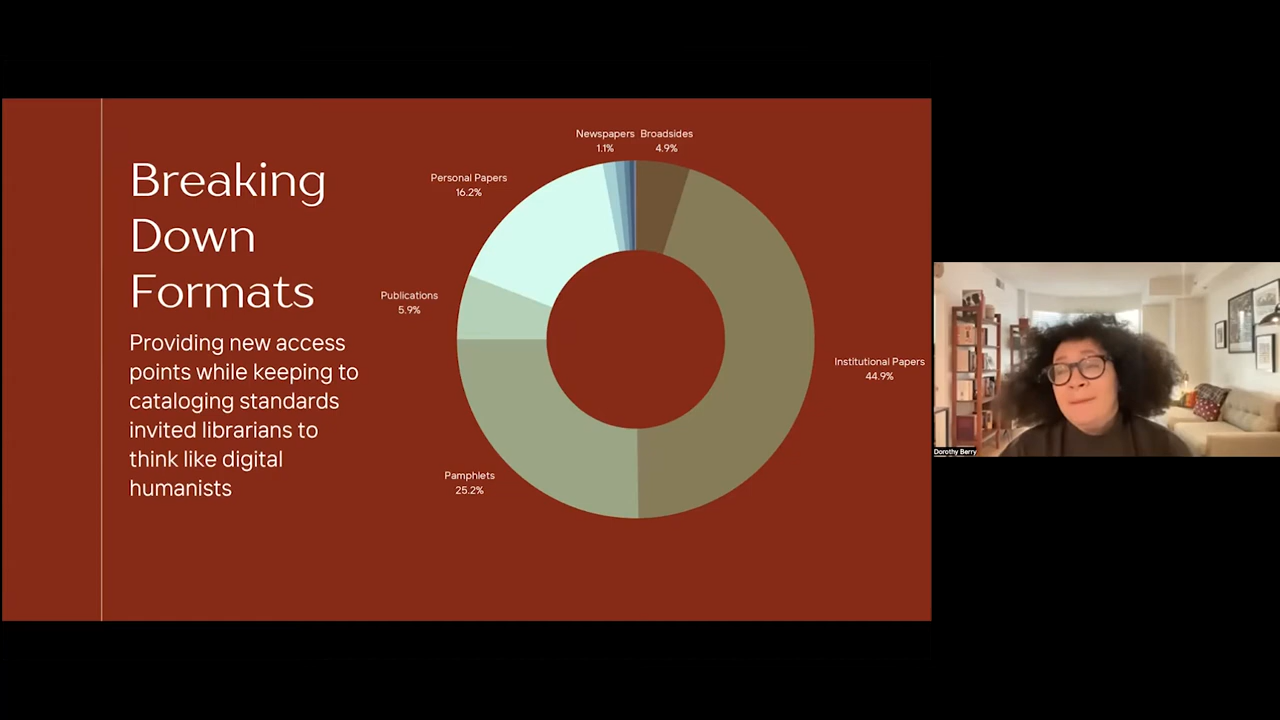 Breaking
Down
Formats
Providing new access
points while keeping to
cataloging standards
invited librarians to
think like digital
humanists
Newspapers
1.1%
Broadsides
4.9%
Personal Papers
16.2%
Publications
5.9%
Institutional Papers
44.9%
Pamphlets
25.2%
Dorothy Berry